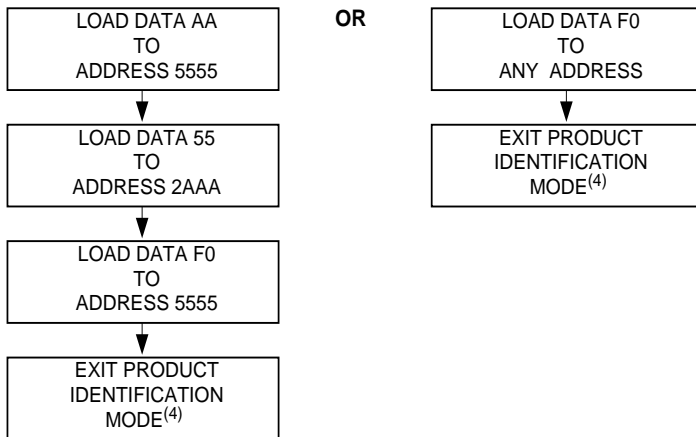 LOAD DATA AA
TO
ADDRESS 5555
LOAD DATA 55
TO
ADDRESS 2AAA
LOAD DATA F0
TO
ADDRESS 5555
EXIT PRODUCT
IDENTIFICATION
MODE(4)
OR
LOAD DATA F0
TO
ANY ADDRESS
EXIT PRODUCT
IDENTIFICATION
MODE(4)